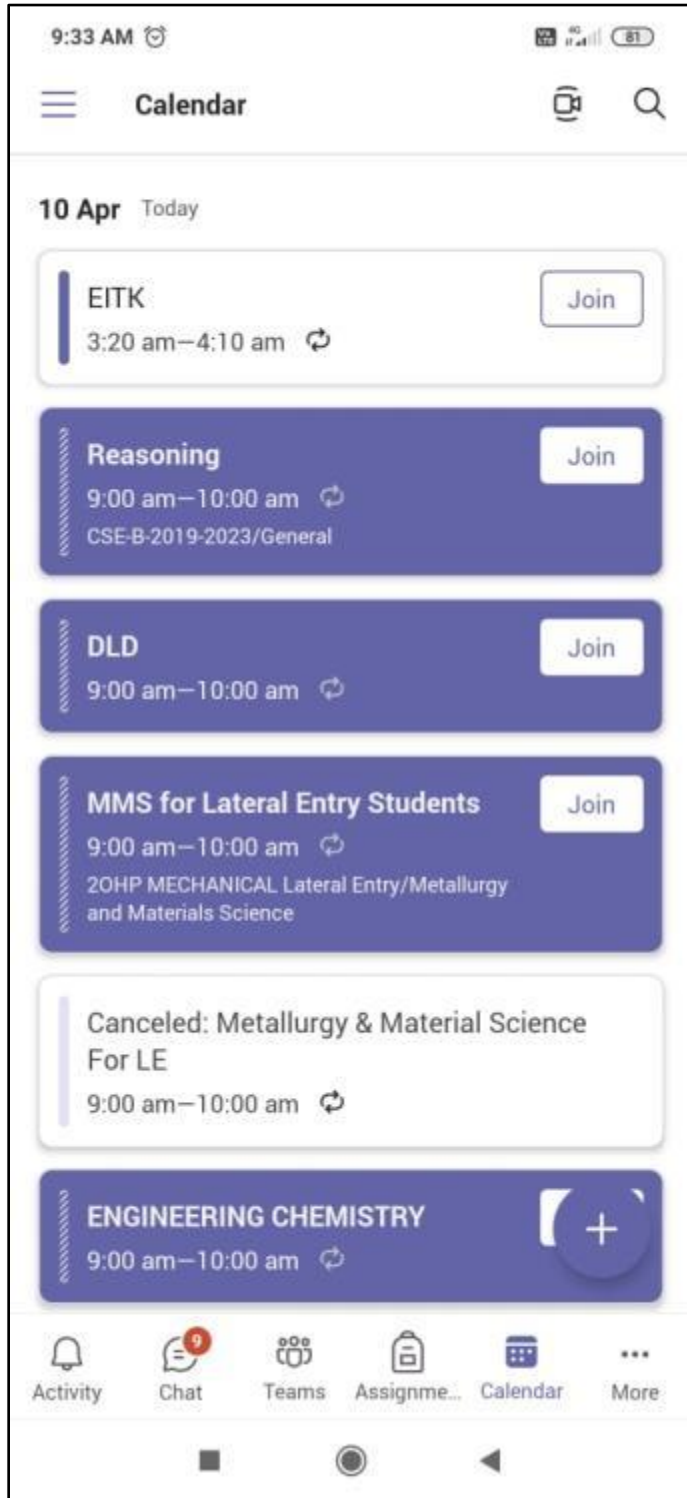 9:33 AM
VoLTE 4G 81
Calendar
10 Apr Today
EITK
Join
3:20 am—4:10 am
Reasoning
Join
9:00 am—10:00 am
CSE-B-2019-2023/General
DLD
Join
9:00 am—10:00 am
MMS for Lateral Entry Students
Join
9:00 am—10:00 am
2OHP MECHANICAL Lateral Entry/Metallurgy
and Materials Science
Canceled: Metallurgy & Material Science
For LE
9:00 am—10:00 am
ENGINEERING CHEMISTRY
9:00 am—10:00 am
9
Activity Chat Teams Assignme... Calendar More